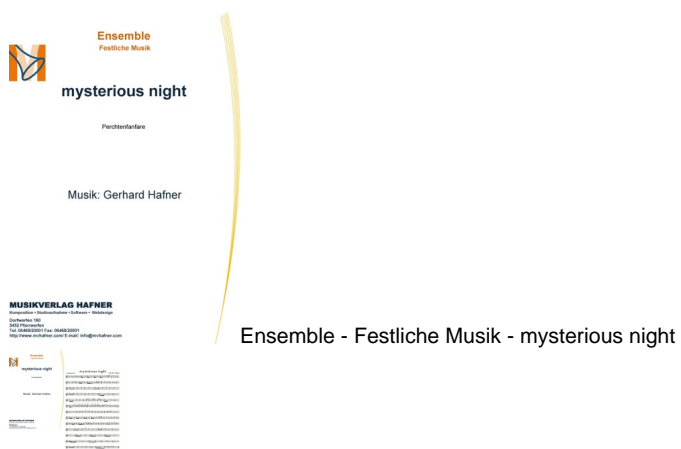 Ensemble
Festliche Musik
mysterious night
Perchtenfanfare
Musik: Gerhard Hafner
MUSIKVERLAG HAFNER
Komposition • Studioaufnahme • Software • Webdesign
Dorfwerfen 180
5452 Pfarrwerfen
Tel. 06468/20001 Fax: 06468/20001
http://www.mvhafner.com/ E-mail: info@mvhafner.com
Ensemble - Festliche Musik - mysterious night
Ensemble
mysterious night
Musik: Gerhard Hafner
mysterious night